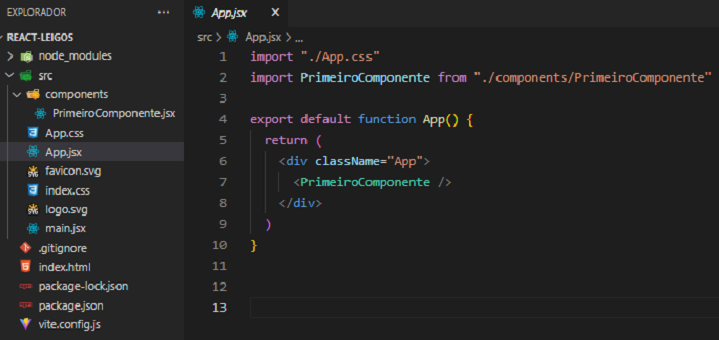 EXPLORADOR
REACT-LEIGOS
node_modules
src
components
PrimeiroComponente.jsx
App.css
App.jsx
favicon.svg
index.css
logo.svg
main.jsx
.gitignore
index.html
package-lock.json
package.json
vite.config.js
App.jsx
src > App.jsx > ...
1 import "./App.css"
2 import PrimeiroComponente from "./components/PrimeiroComponente"
3
4 export default function App() {
5 return (
6 <div className="App">
7 <PrimeiroComponente />
8 </div>
9 )
10 }
11
12
13